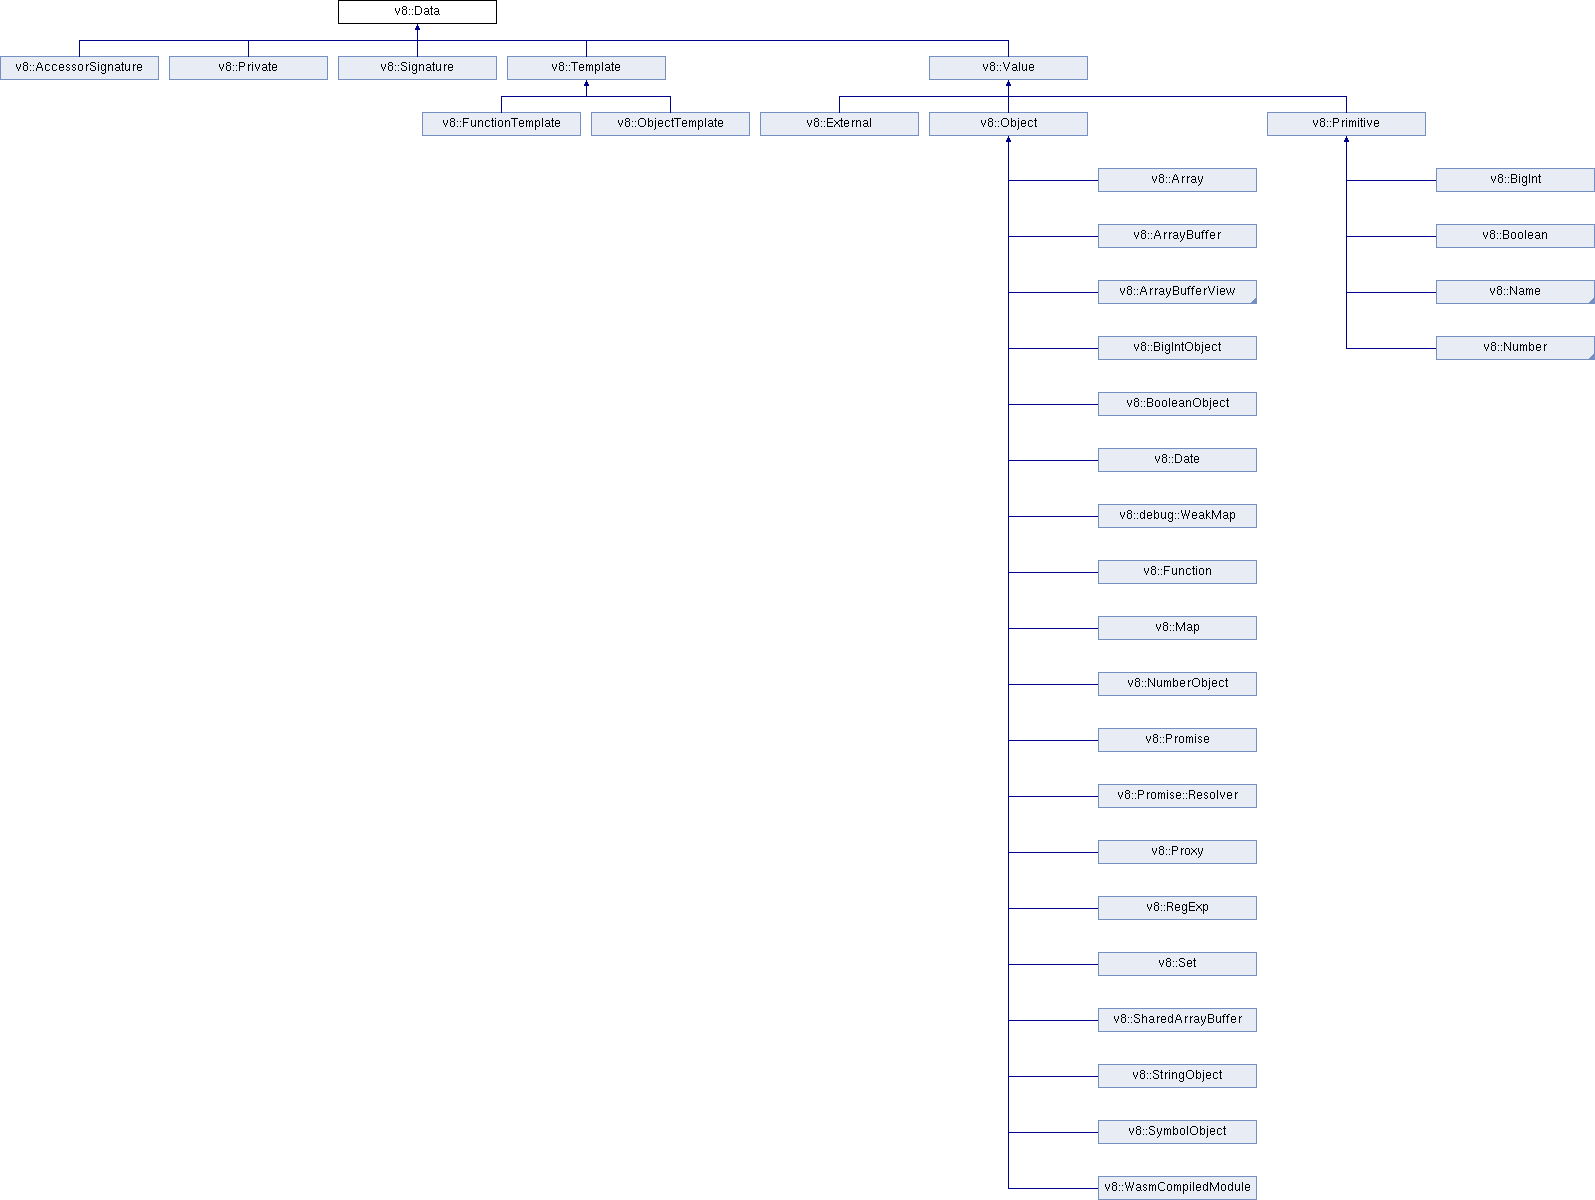 v8::Data
v8::AccessorSignature
v8::Private
v8::Signature
v8::Template
v8::Value
v8::FunctionTemplate
v8::ObjectTemplate
v8::External
v8::Object
v8::Primitive
v8::Array
v8::BigInt
v8::ArrayBuffer
v8::Boolean
v8::ArrayBufferView
v8::Name
v8::BigIntObject
v8::Number
v8::BooleanObject
v8::Date
v8::debug::WeakMap
v8::Function
v8::Map
v8::NumberObject
v8::Promise
v8::Promise::Resolver
v8::Proxy
v8::RegExp
v8::Set
v8::SharedArrayBuffer
v8::StringObject
v8::SymbolObject
v8::WasmCompiledModule